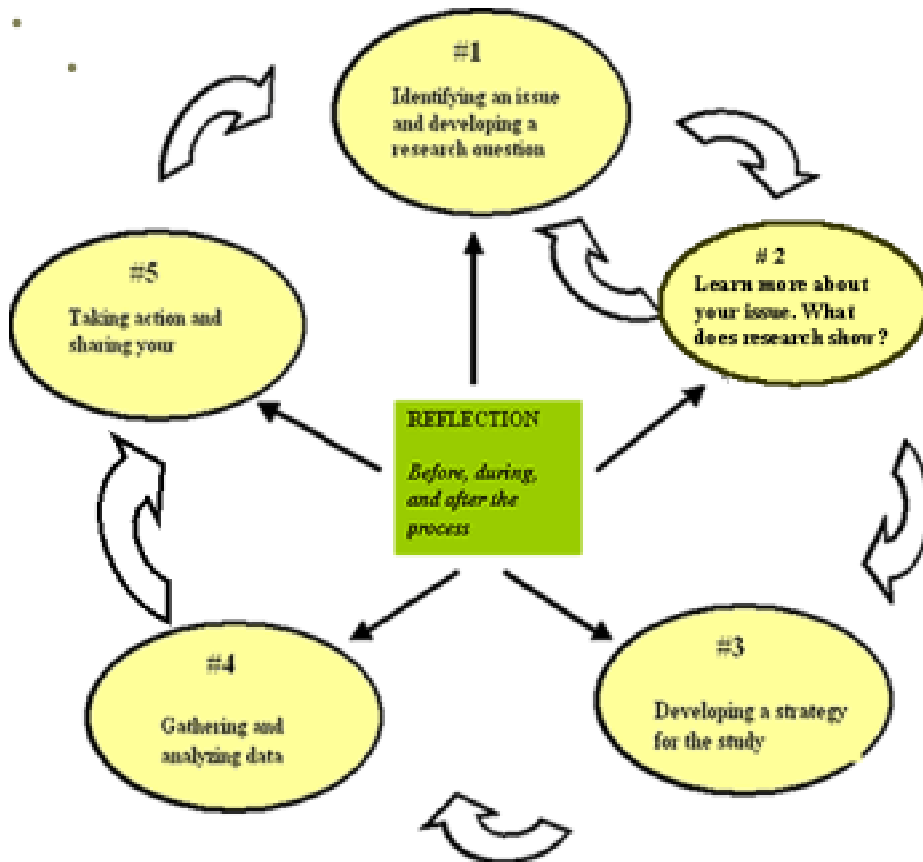 #1
Identifying an issue
and developing a
research question
# 2
Learn more about
your issue. What
does research show?
#3
Developing a strategy
for the study
#4
Gathering and
analyzing data
#5
Taking action and
sharing your
REFLECTION
Before, during,
and after the
process